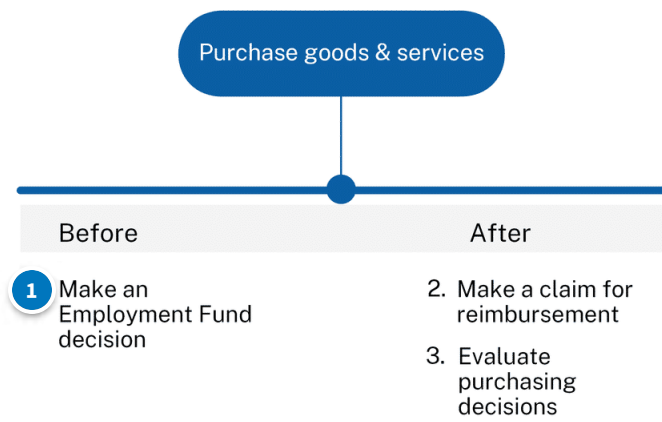 Purchase goods & services
Before
After
1 Make an
Employment Fund
decision
2. Make a claim for
reimbursement
3. Evaluate
purchasing
decisions